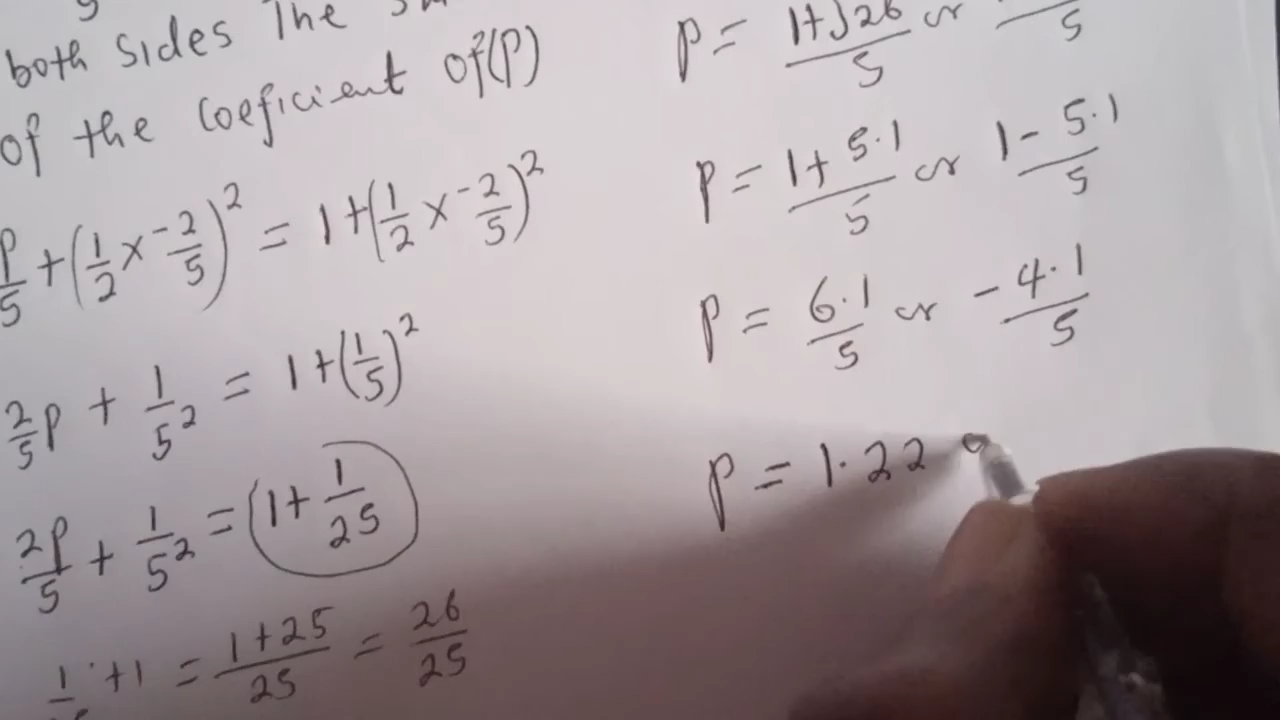 both sides The
of the Coeficient of(P)
P/5 + (1/2 × -2/5)² = 1+(1/2 × -2/5)²
2/5 P + 1/5² = 1+(1/5)²
2P/5 + 1/5² = (1+ 1/25)
+1 = 1+25/25 = 26/25
P = 1+√26/5 or /5
P = 1+ 5.1/5 or 1- 5.1/5
P = 6.1/5 or -4.1/5
P = 1.22